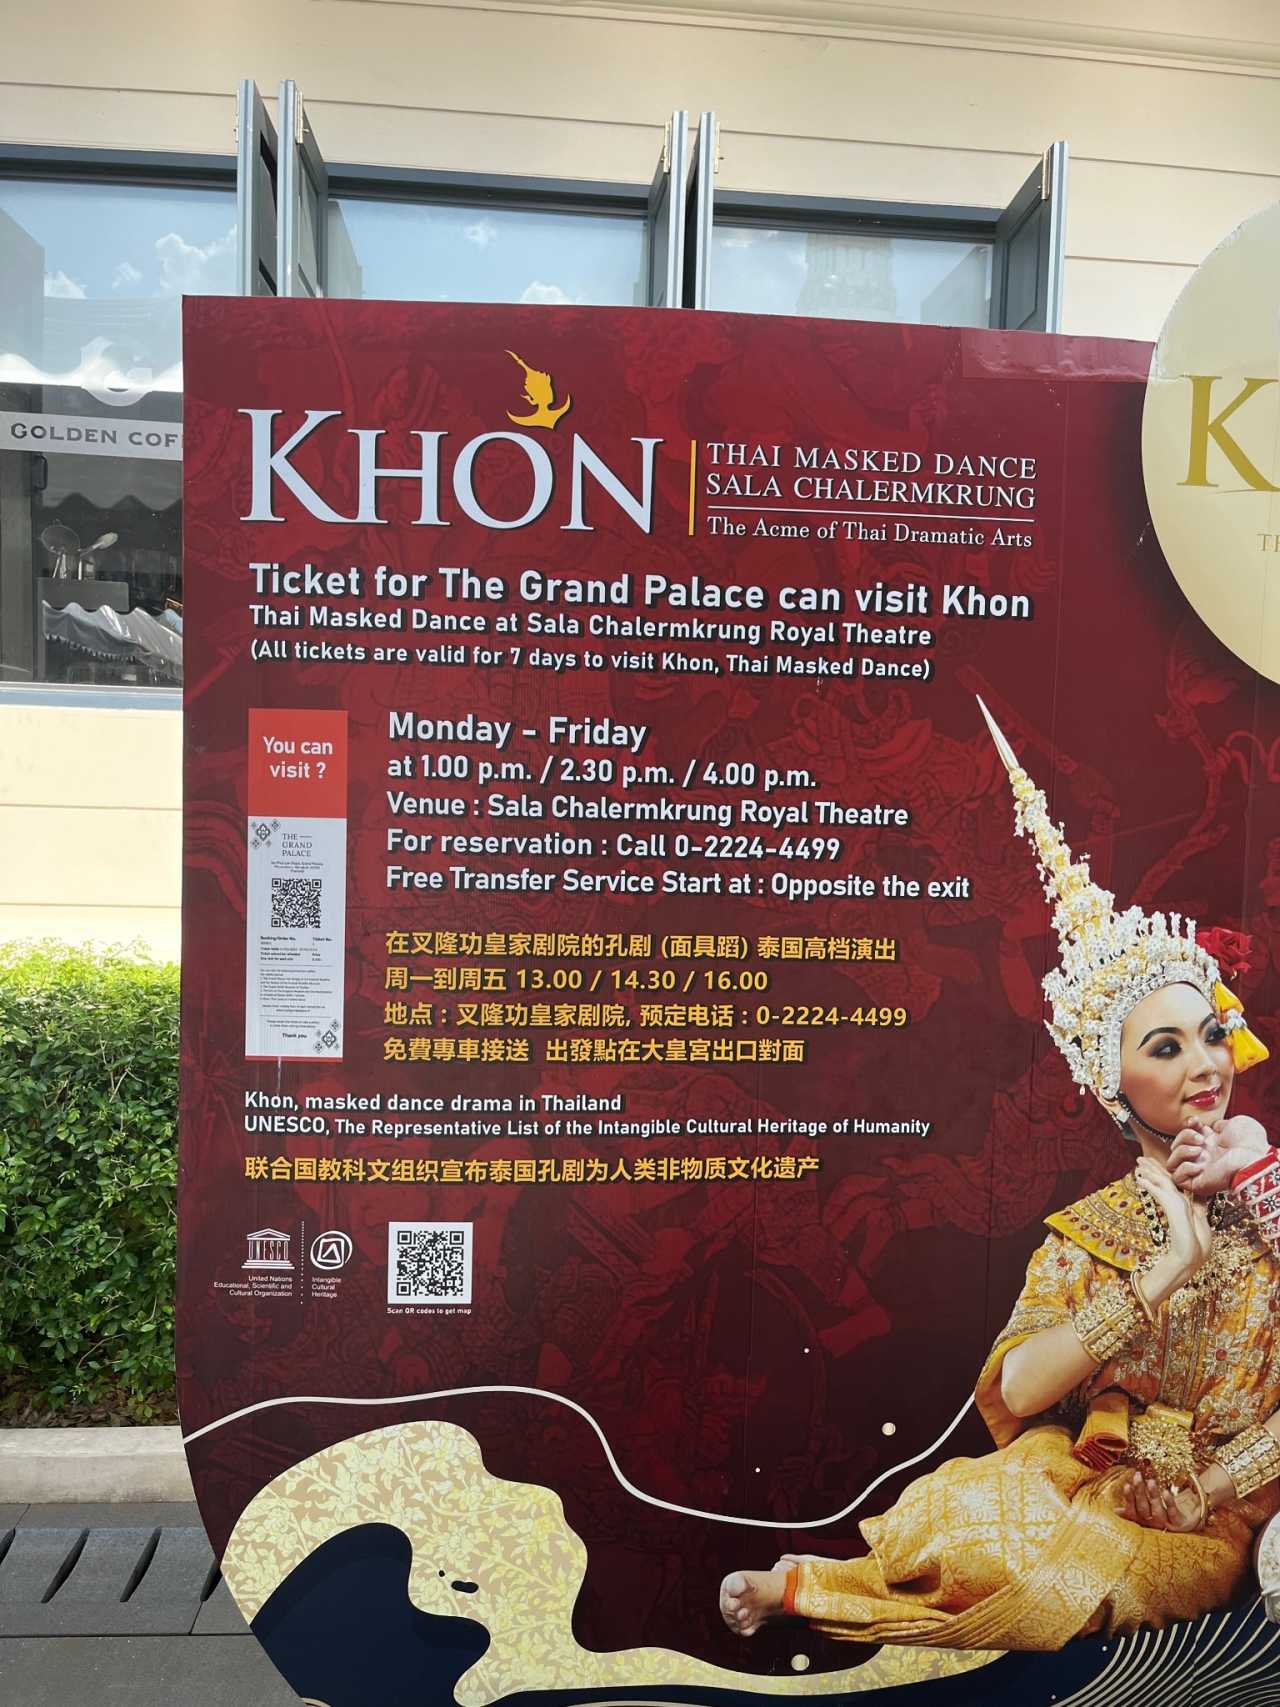 GOLDEN COF
KHON
THAI MASKED DANCE
SALA CHALERMKRUNG
The Acme of Thai Dramatic Arts
K
Ticket for The Grand Palace can visit Khon
Thai Masked Dance at Sala Chalermkrung Royal Theatre
(All tickets are valid for 7 days to visit Khon, Thai Masked Dance)
You can
visit ?
THE
GRAND
PALACE
Thank you
Monday - Friday
at 1.00 p.m. / 2.30 p.m. / 4.00 p.m.
Venue : Sala Chalermkrung Royal Theatre
For reservation : Call 0-2224-4499
Free Transfer Service Start at : Opposite the exit
在叉隆功皇家剧院的孔剧 (面具蹈) 泰国高档演出
周一到周五 13.00 / 14.30 / 16.00
地点 : 叉隆功皇家剧院, 预定电话 : 0-2224-4499
免費專車接送 出發點在大皇宮出口對面
Khon, masked dance drama in Thailand
UNESCO, The Representative List of the Intangible Cultural Heritage of Humanity
联合国教科文组织宣布泰国孔剧为人类非物质文化遗产
UNESCO
United Nations
Educational, Scientific and
Cultural Organization
Intangible
Cultural
Heritage
Scan QR codes to get map